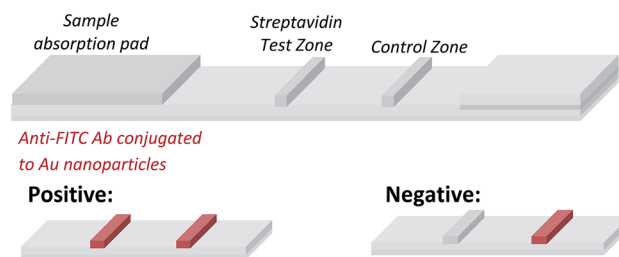 Sample
absorption pad
Streptavidin
Test Zone
Control Zone
Anti-FITC Ab conjugated
to Au nanoparticles
Positive:
Negative: